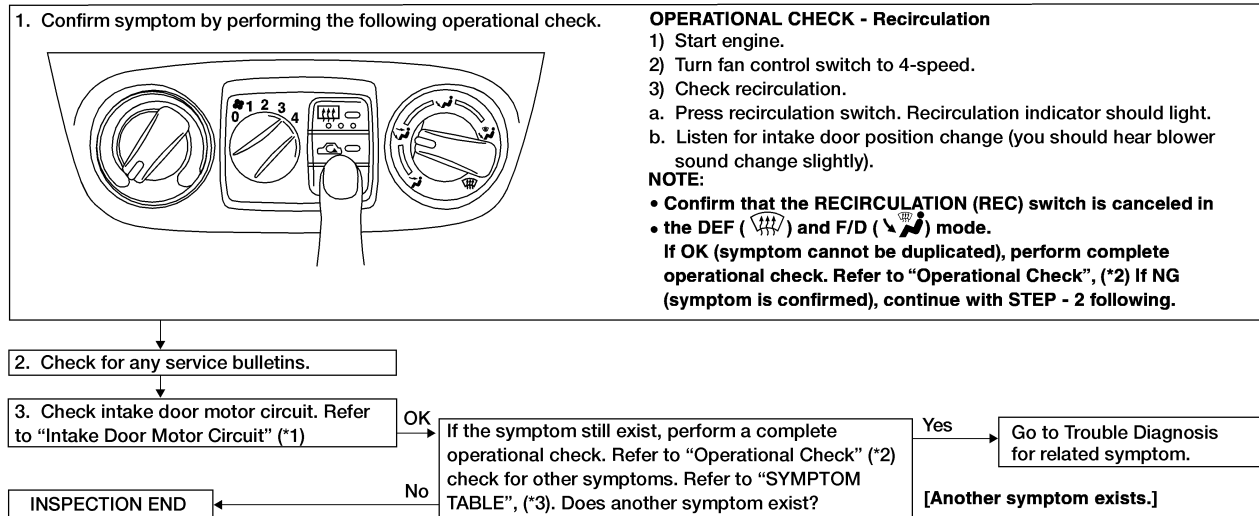 1. Confirm symptom by performing the following operational check.
0 1 2 3 4
OPERATIONAL CHECK - Recirculation
1) Start engine.
2) Turn fan control switch to 4-speed.
3) Check recirculation.
a. Press recirculation switch. Recirculation indicator should light.
b. Listen for intake door position change (you should hear blower
sound change slightly).
NOTE:
• Confirm that the RECIRCULATION (REC) switch is canceled in
• the DEF ( ) and F/D ( ) mode.
If OK (symptom cannot be duplicated), perform complete
operational check. Refer to “Operational Check”, (*2) If NG
(symptom is confirmed), continue with STEP - 2 following.
2. Check for any service bulletins.
3. Check intake door motor circuit. Refer
to “Intake Door Motor Circuit” (*1)
OK
If the symptom still exist, perform a complete
operational check. Refer to “Operational Check” (*2)
check for other symptoms. Refer to “SYMPTOM
TABLE”, (*3). Does another symptom exist?
Yes
Go to Trouble Diagnosis
for related symptom.
[Another symptom exists.]
No
INSPECTION END